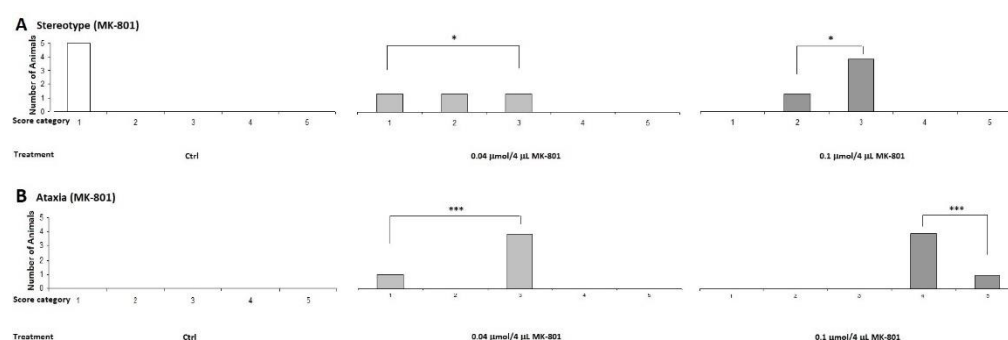 A Stereotype (MK-801)
Number of Animals
5
4
3
2
1
0
* *
Score category 1 2 3 4 5 1 2 3 4 5 1 2 3 4 5
Treatment Ctrl 0.04 µmol/4 µL MK-801 0.1 µmol/4 µL MK-801
B Ataxia (MK-801)
Number of Animals
5
4
3
2
1
0
*** ***
Score category 1 2 3 4 5 1 2 3 4 5 1 2 3 4 5
Treatment Ctrl 0.04 µmol/4 µL MK-801 0.1 µmol/4 µL MK-801